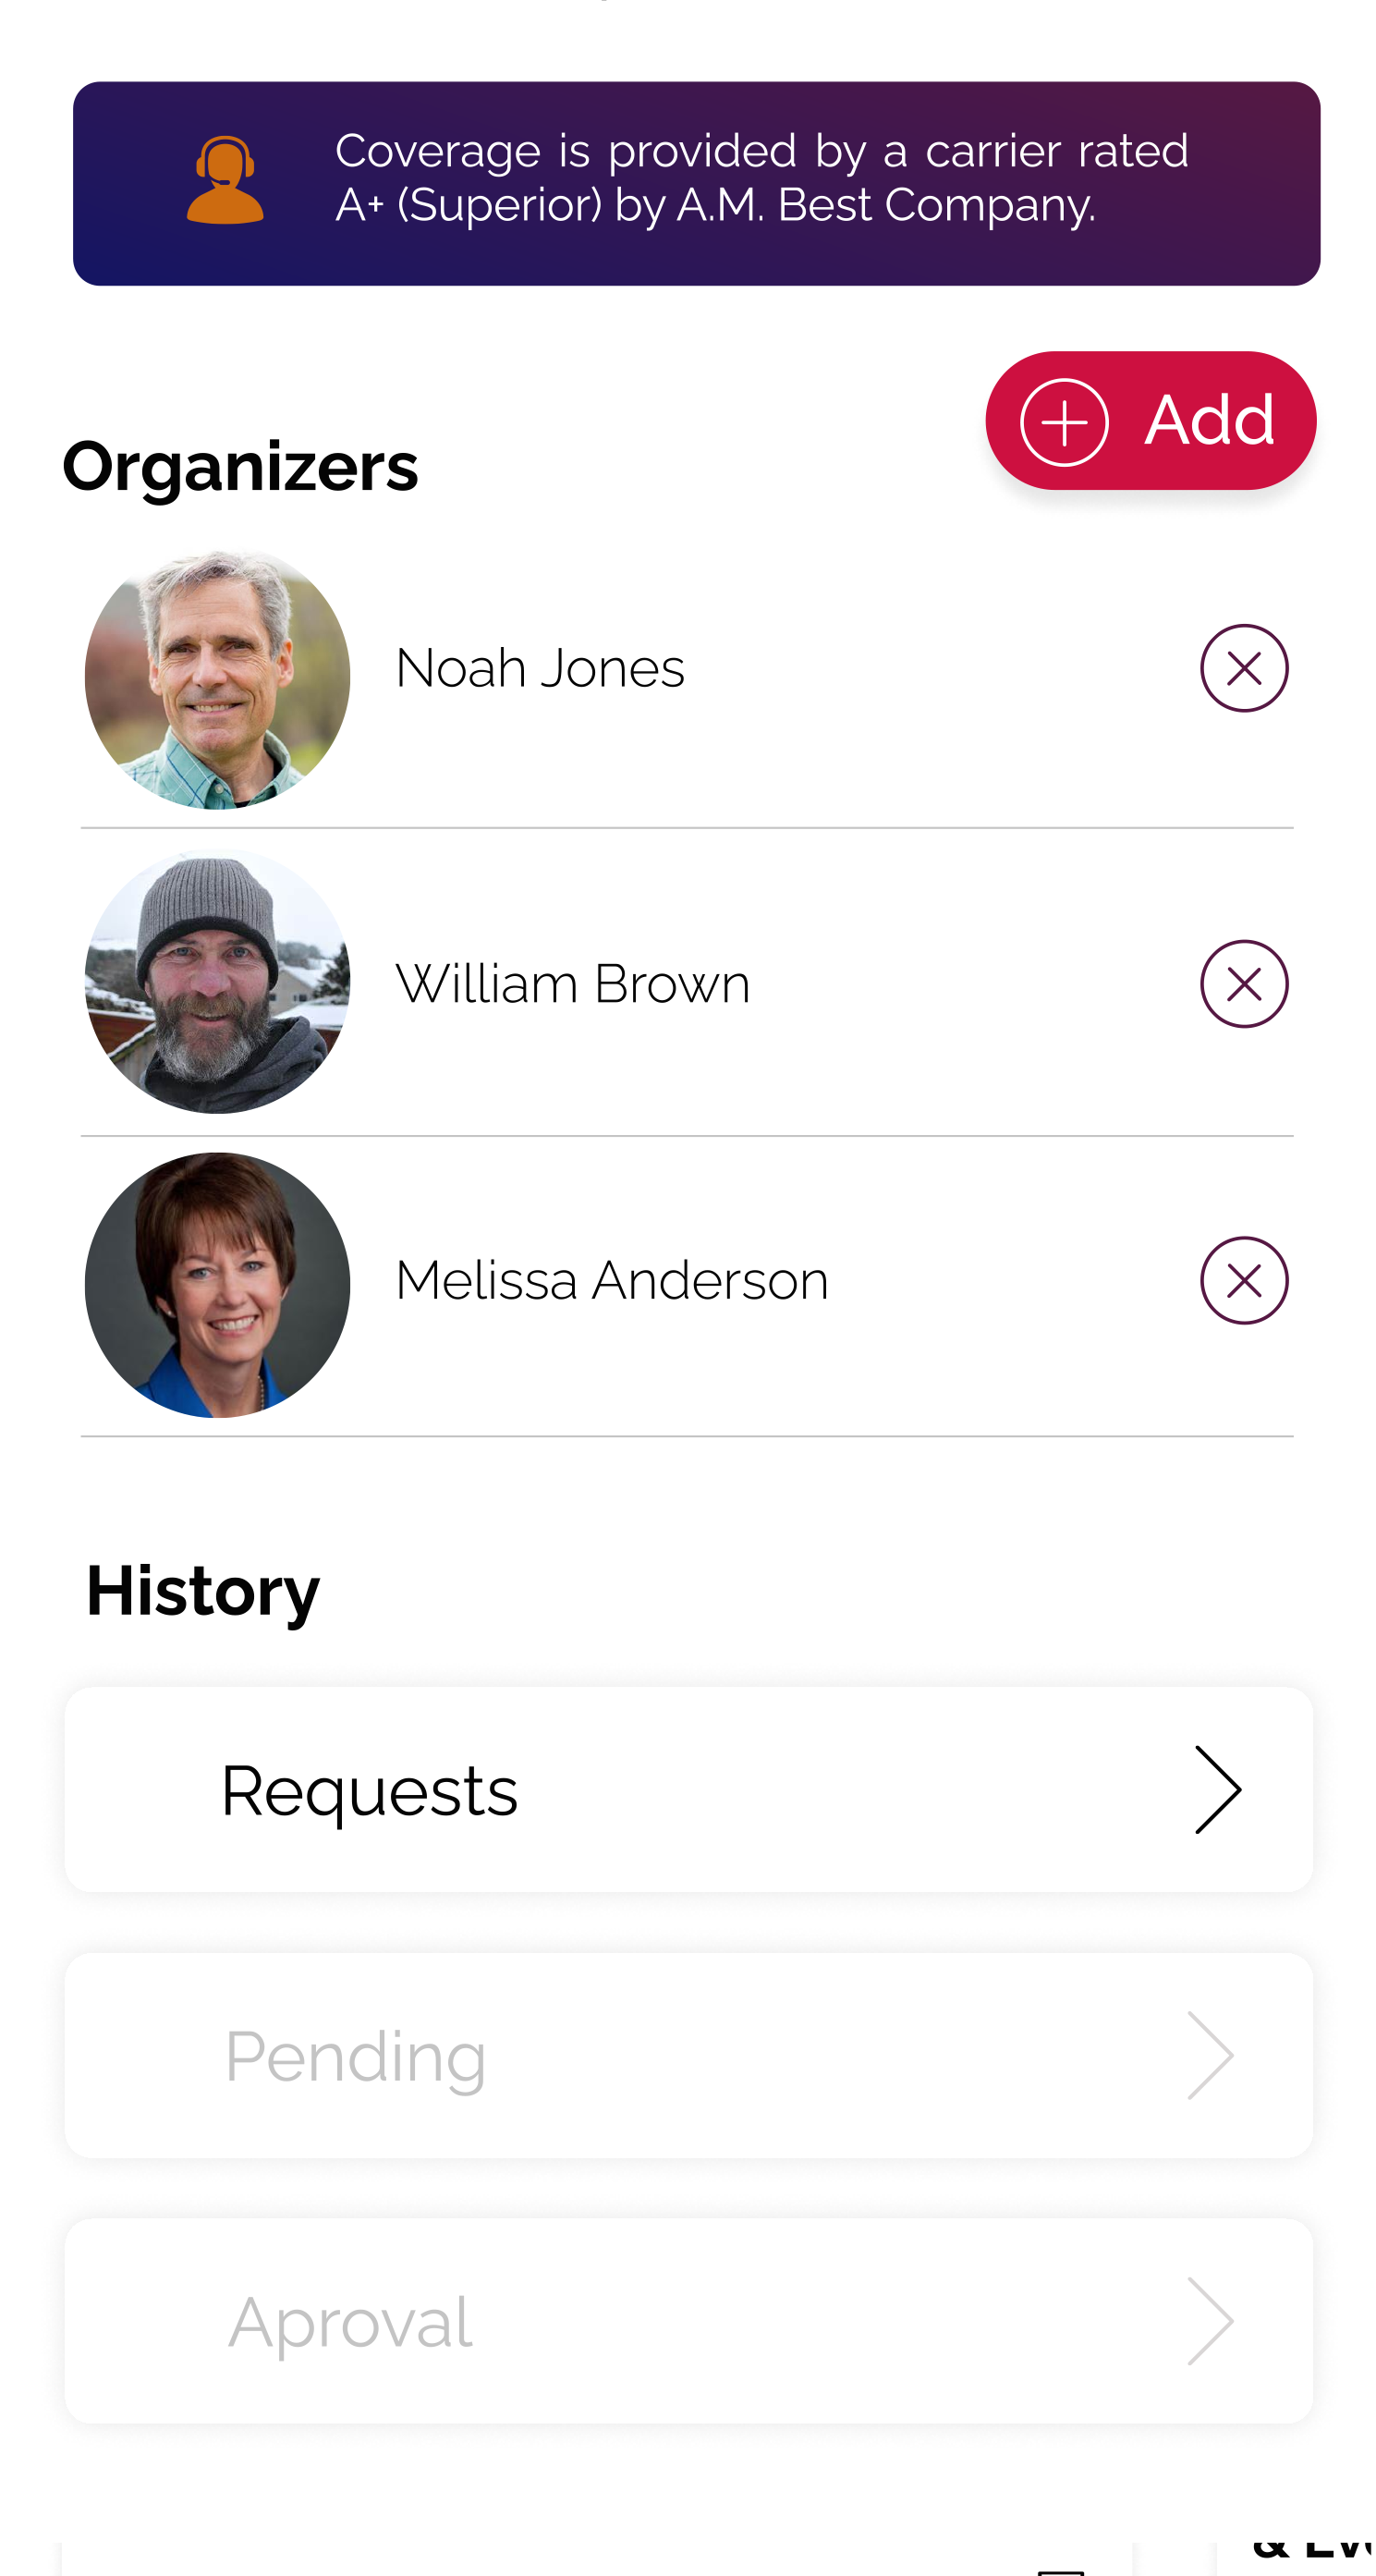 Coverage is provided by a carrier rated
A+ (Superior) by A.M. Best Company.
Add
Organizers
Noah Jones
William Brown
Melissa Anderson
History
Requests
Pending
Aproval
&